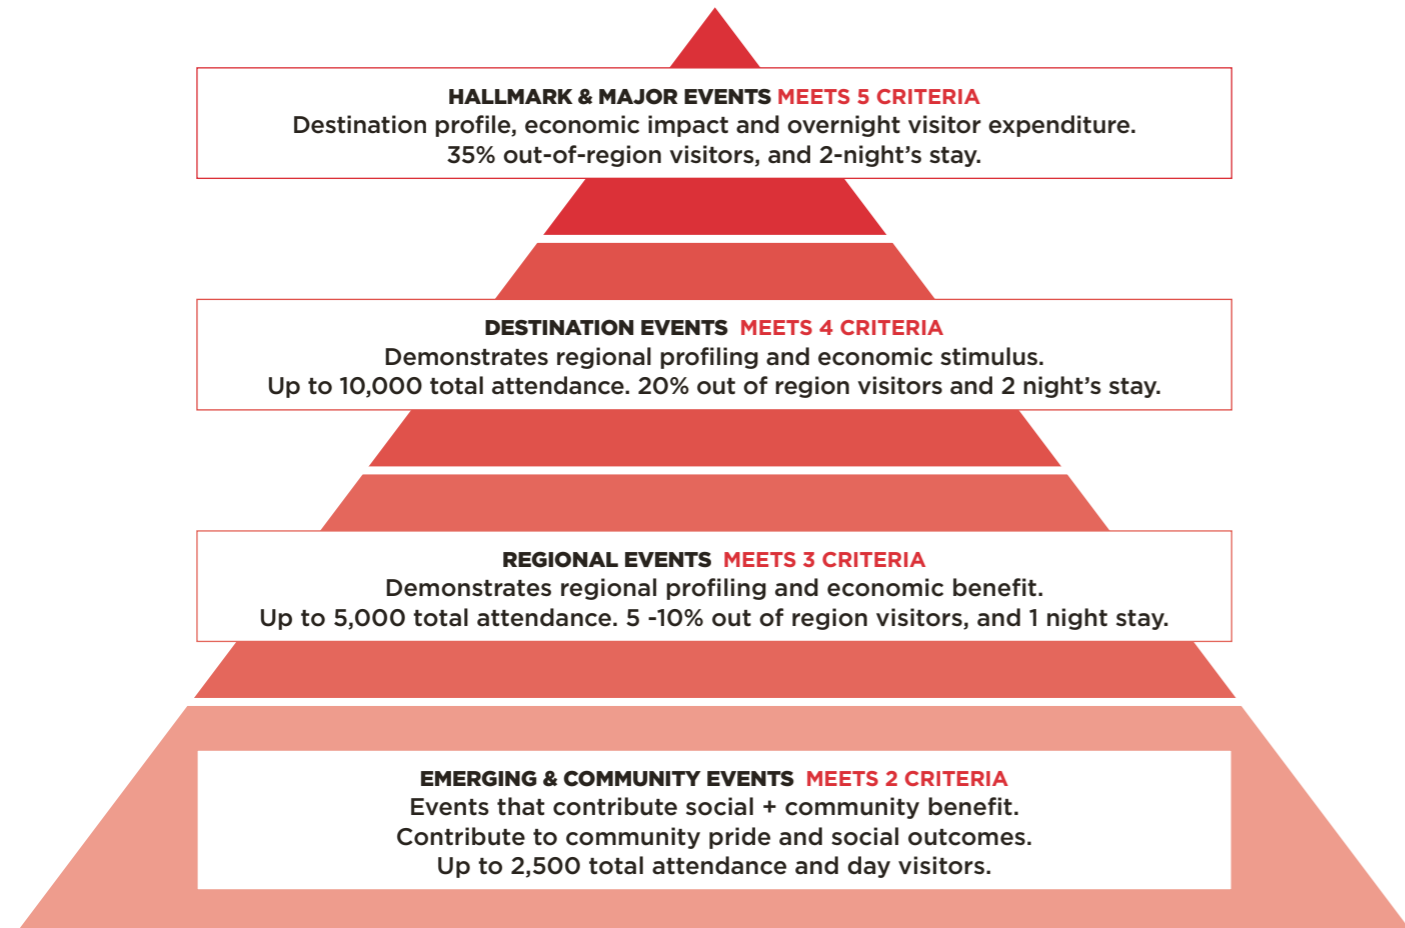 HALLMARK & MAJOR EVENTS MEETS 5 CRITERIA
Destination profile, economic impact and overnight visitor expenditure.
35% out-of-region visitors, and 2-night's stay.
DESTINATION EVENTS MEETS 4 CRITERIA
Demonstrates regional profiling and economic stimulus.
Up to 10,000 total attendance. 20% out of region visitors and 2 night's stay.
REGIONAL EVENTS MEETS 3 CRITERIA
Demonstrates regional profiling and economic benefit.
Up to 5,000 total attendance. 5 -10% out of region visitors, and 1 night stay.
EMERGING & COMMUNITY EVENTS MEETS 2 CRITERIA
Events that contribute social + community benefit.
Contribute to community pride and social outcomes.
Up to 2,500 total attendance and day visitors.